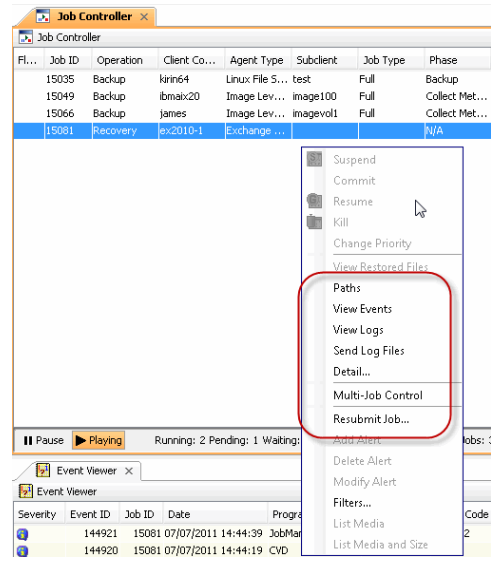 Job Controller ×
Job Controller
Fl... Job ID Operation Client Co... Agent Type Subclient Job Type Phase
15035 Backup kirin64 Linux File S... test Full Backup
15049 Backup ibmaix20 Image Lev... image100 Full Collect Met...
15066 Backup james Image Lev... imagevol1 Full Collect Met...
15081 Recovery ex2010-1 Exchange ... N/A
Suspend
Commit
Resume
Kill
Change Priority
View Restored Files
Paths
View Events
View Logs
Send Log Files
Detail...
Multi-Job Control
Resubmit Job...
Pause Playing Running: 2 Pending: 1 Waiting: Add Alert Jobs: 3
Event Viewer × Delete Alert
Event Viewer Modify Alert
Severity Event ID Job ID Date Progra Filters... Code
144921 15081 07/07/2011 14:44:39 JobMan List Media 2
144920 15081 07/07/2011 14:44:19 CVD List Media and Size